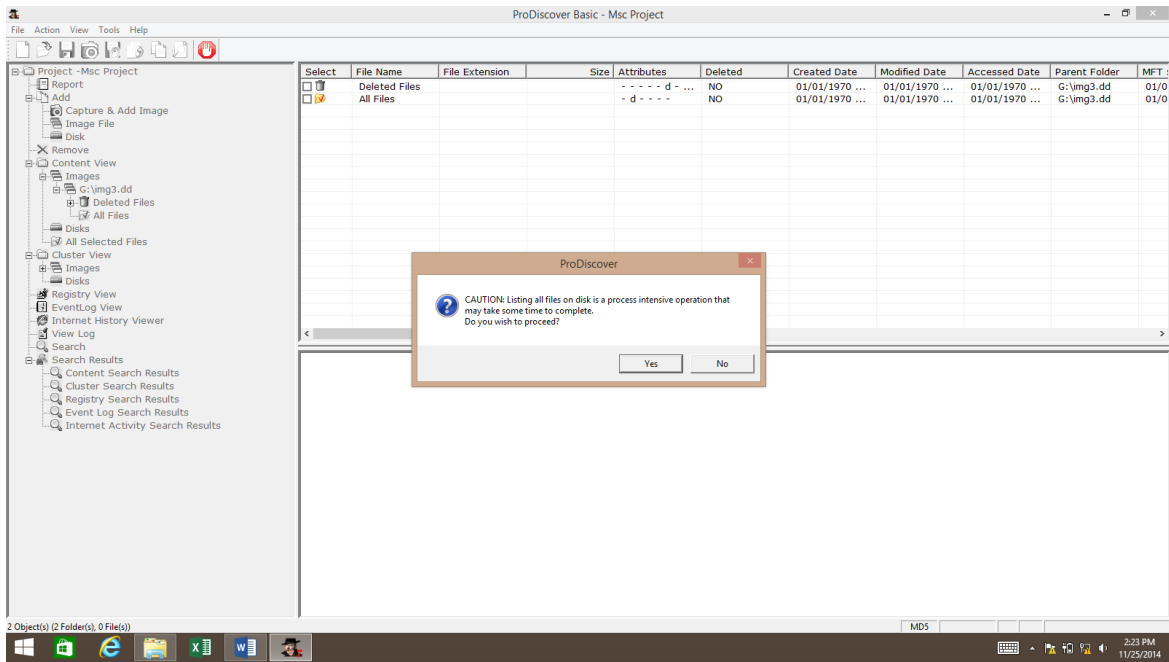 ProDiscover Basic - Msc Project
File Action View Tools Help
Project -Msc Project
Report
Add
Capture & Add Image
Image File
Disk
Remove
Content View
Images
G:\img3.dd
Deleted Files
All Files
Disks
All Selected Files
Cluster View
Images
Disks
Registry View
EventLog View
Internet History Viewer
View Log
Search
Search Results
Content Search Results
Cluster Search Results
Registry Search Results
Event Log Search Results
Internet Activity Search Results
Select File Name File Extension Size Attributes Deleted Created Date Modified Date Accessed Date Parent Folder MFT
Deleted Files - - - - - d - ... NO 01/01/1970 ... 01/01/1970 ... 01/01/1970 ... G:\img3.dd 01/0
All Files - d - - - - NO 01/01/1970 ... 01/01/1970 ... 01/01/1970 ... G:\img3.dd 01/0
ProDiscover
CAUTION: Listing all files on disk is a process intensive operation that
may take some time to complete.
Do you wish to proceed?
Yes No
2 Object(s) (2 Folder(s), 0 File(s))
MD5
2:23 PM
11/25/2014